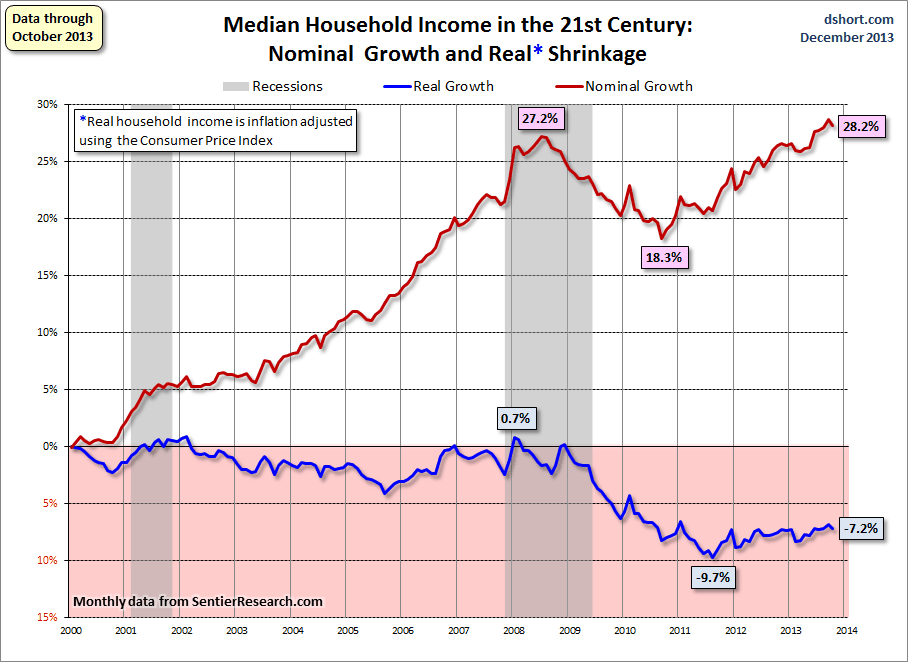 Data through
October 2013
Median Household Income in the 21st Century:
Nominal Growth and Real* Shrinkage
dshort.com
December 2013
Recessions
Real Growth
Nominal Growth
*Real household income is inflation adjusted
using the Consumer Price Index
30%
25%
20%
15%
10%
5%
0%
5%
10%
15%
27.2%
28.2%
18.3%
0.7%
-7.2%
-9.7%
Monthly data from SentierResearch.com
2000 2001 2002 2003 2004 2005 2006 2007 2008 2009 2010 2011 2012 2013 2014